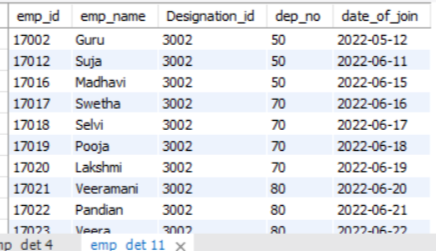 emp_id emp_name Designation_id dep_no date_of_join
17002 Guru 3002 50 2022-05-12
17012 Suja 3002 50 2022-06-11
17016 Madhavi 3002 50 2022-06-15
17017 Swetha 3002 70 2022-06-16
17018 Selvi 3002 70 2022-06-17
17019 Pooja 3002 70 2022-06-18
17020 Lakshmi 3002 70 2022-06-19
17021 Veeramani 3002 80 2022-06-20
17022 Pandian 3002 80 2022-06-21
17023 Veera 3002 80 2022-06-22
mp_det 4 emp_det 11 ×